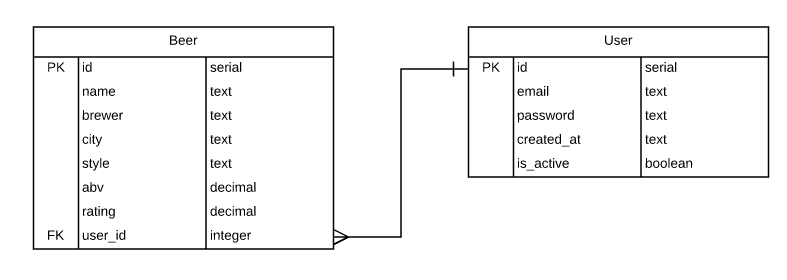 Beer
PK id serial
name text
brewer text
city text
style text
abv decimal
rating decimal
FK user_id integer
User
PK id serial
email text
password text
created_at text
is_active boolean